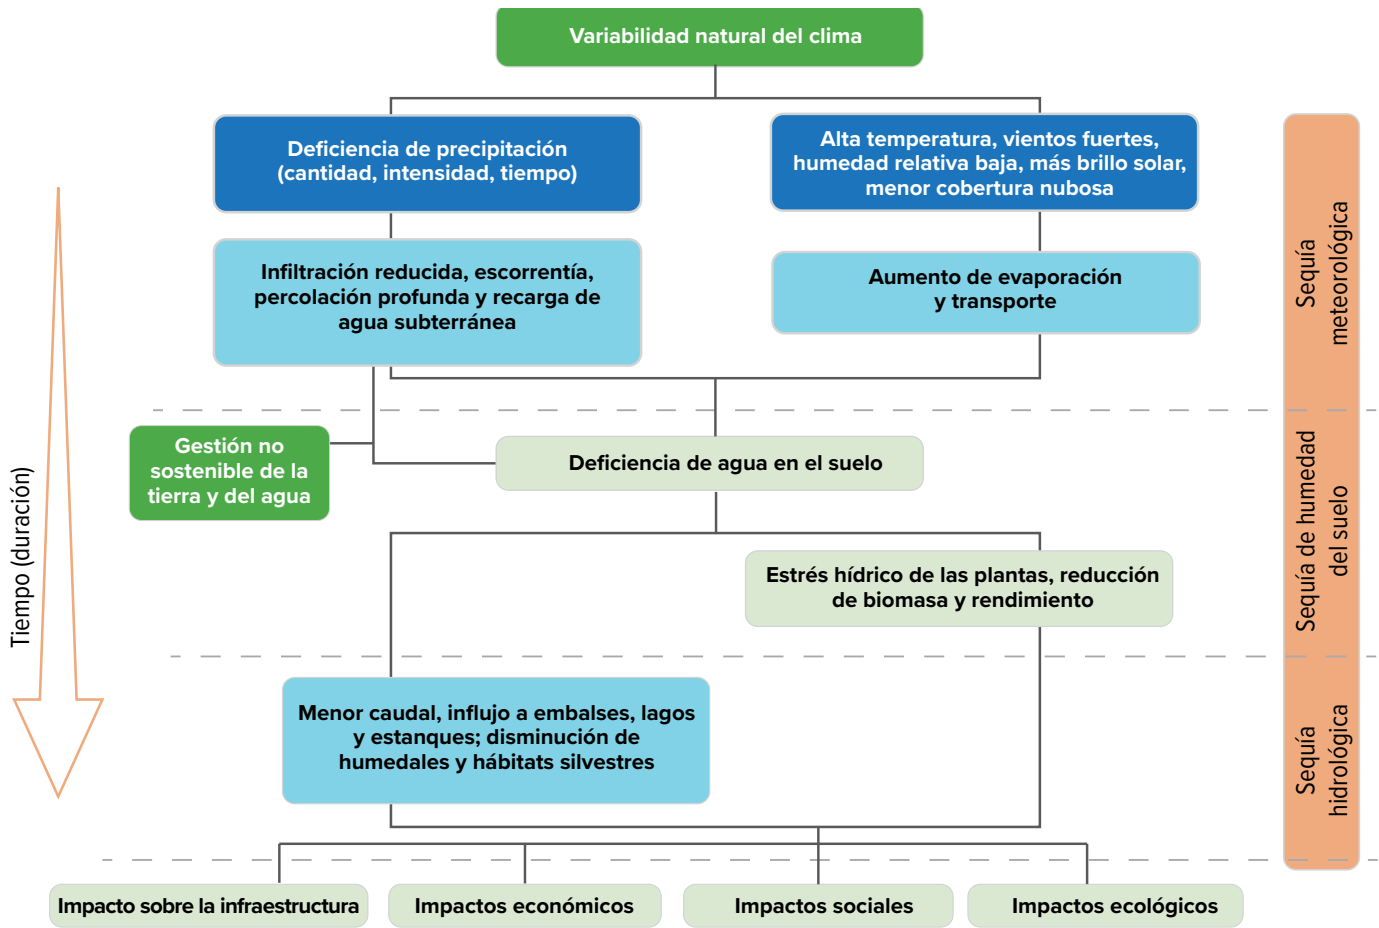 Variabilidad natural del clima
Deficiencia de precipitación
(cantidad, intensidad, tiempo)
Alta temperatura, vientos fuertes,
humedad relativa baja, más brillo solar,
menor cobertura nubosa
Infiltración reducida, escorrentía,
percolación profunda y recarga de
agua subterránea
Aumento de evaporación
y transporte
Sequía
meteorológica
Gestión no
sostenible de la
tierra y del agua
Deficiencia de agua en el suelo
Tiempo (duración)
Sequía de humedad
del suelo
Estrés hídrico de las plantas, reducción
de biomasa y rendimiento
Menor caudal, influjo a embalses, lagos
y estanques; disminución de
humedales y hábitats silvestres
Sequía
hidrológica
Impacto sobre la infraestructura
Impactos económicos
Impactos sociales
Impactos ecológicos